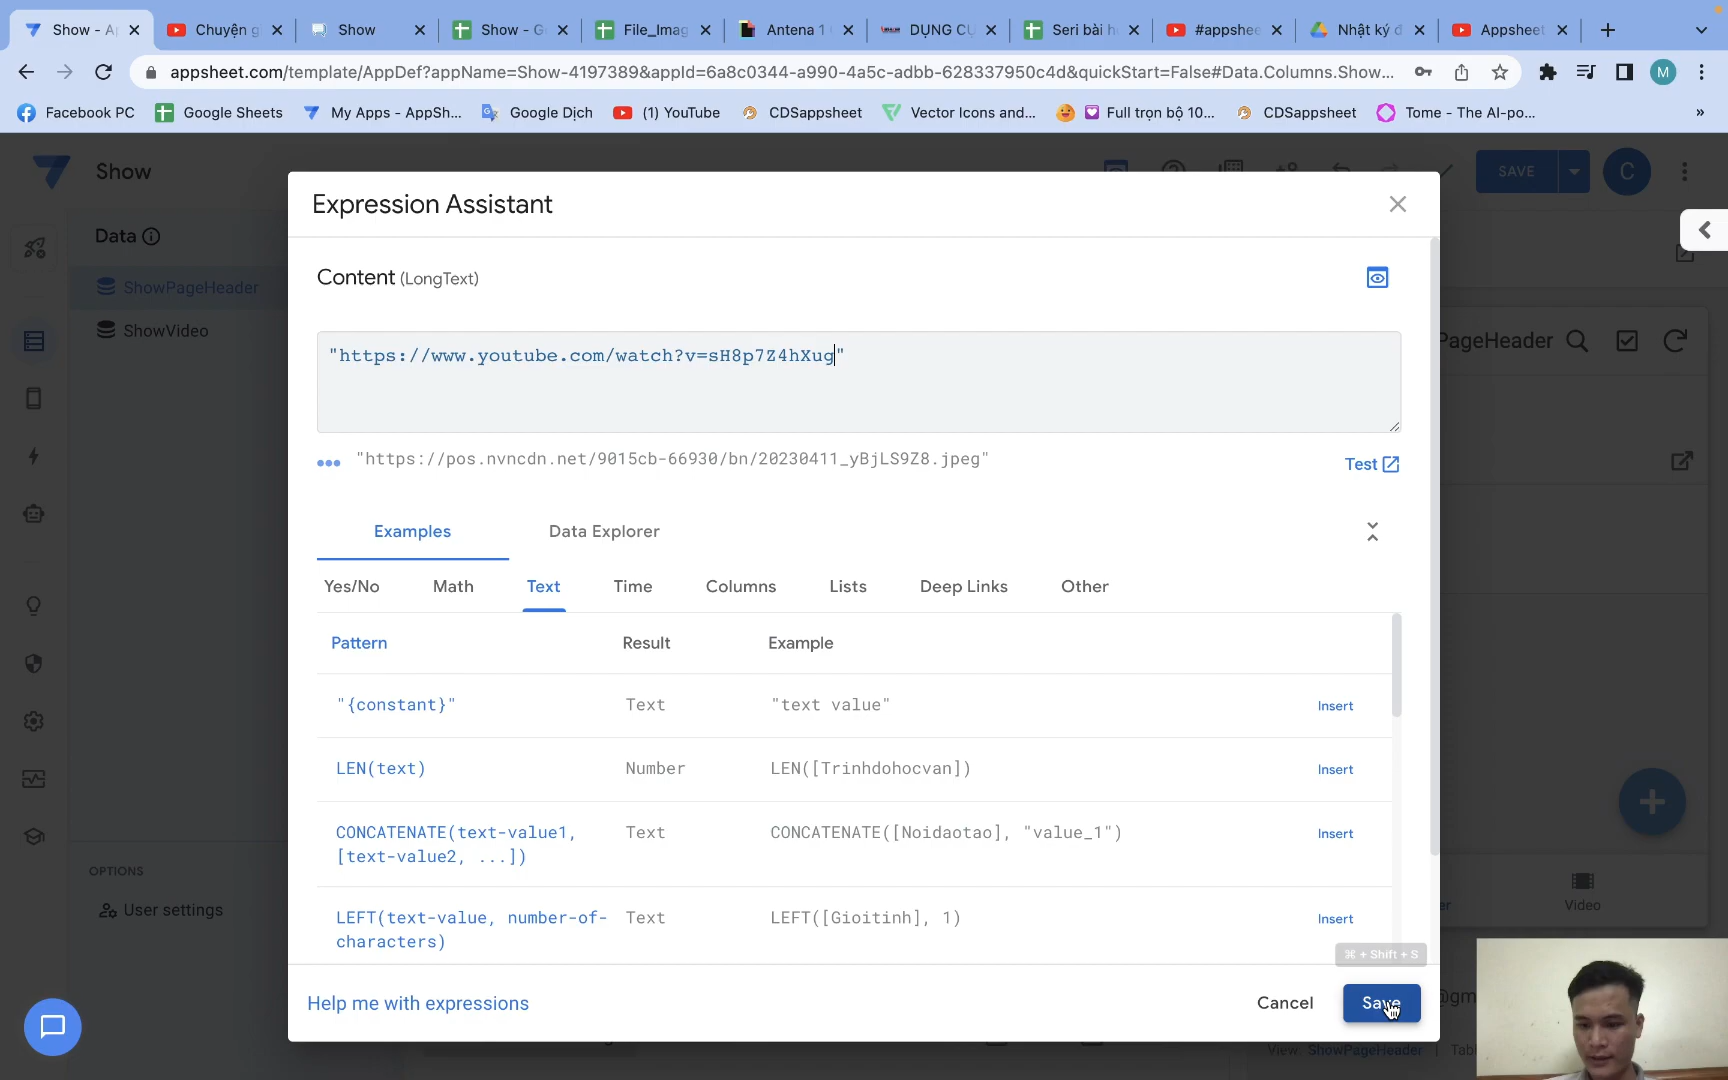 Show - A
Chuyện g
Show
Show - G
File_Imag
Antena 1
DỤNG CỤ
Seri bài h
#appshee
Nhật ký đ
Appsheet
appsheet.com/template/AppDef?appName=Show-4197389&appId=6a8c0344-a990-4a5c-adbb-628337950c4d&quickStart=False#Data.Columns.Show...
M
Facebook PC
Google Sheets
My Apps - AppSh...
Google Dịch
(1) YouTube
CDSappsheet
Vector Icons and...
Full trọn bộ 10...
CDSappsheet
Tome - The AI-po...
»
Show
SAVE
C
Expression Assistant
Data
ShowPageHeader
ShowVideo
Content (LongText)
"https://www.youtube.com/watch?v=sH8p7Z4hXug"
PageHeader
"https://pos.nvncdn.net/9015cb-66930/bn/20230411_yBjLS9Z8.jpeg"
Test
Examples
Data Explorer
Yes/No
Math
Text
Time
Columns
Lists
Deep Links
Other
Pattern
Result
Example
"{constant}"
Text
"text value"
Insert
LEN(text)
Number
LEN([Trinhdohocvan])
Insert
CONCATENATE(text-value1,
[text-value2, ...])
Text
CONCATENATE([Noidaotao], "value_1")
Insert
LEFT(text-value, number-of-
characters)
Text
LEFT([Gioitinh], 1)
Insert
OPTIONS
User settings
er
Video
⌘ + Shift + S
Help me with expressions
Cancel
Save
@gm
View: ShowPageHeader | Tab